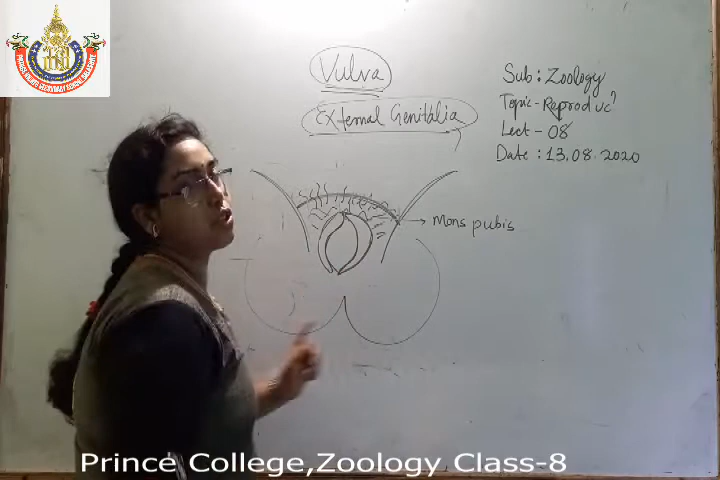 Vulva
External Genitalia
Sub : Zoology
Topic - Reproducn
Lect - 08
Date : 13.08.2020
Mons pubis
Prince College,Zoology Class-8